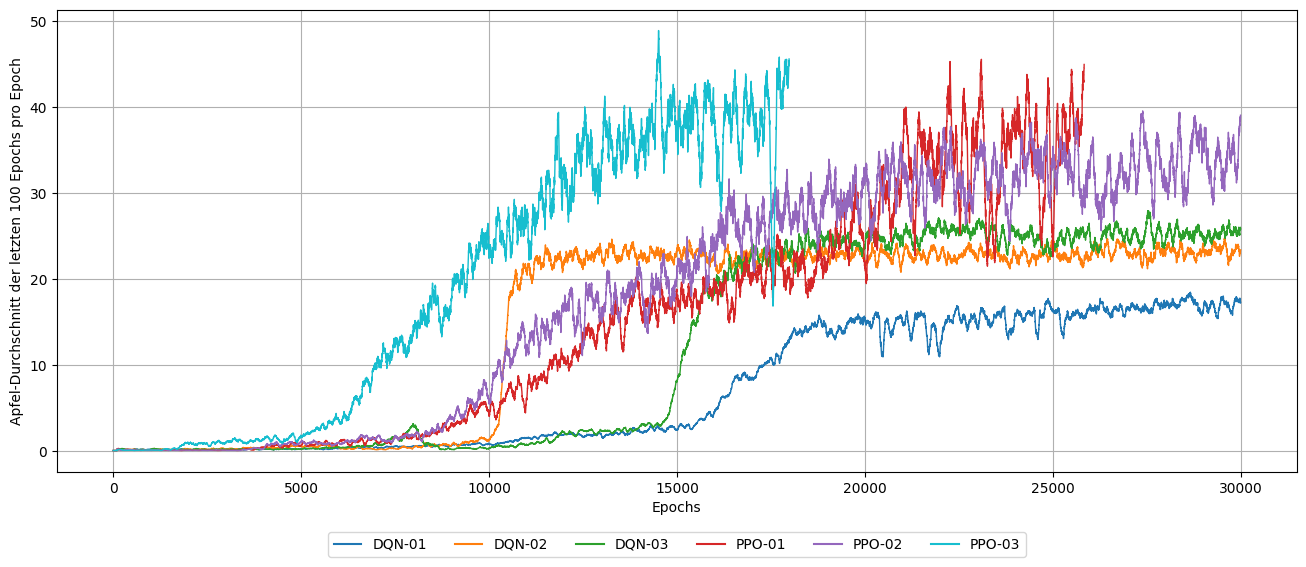 Apfel-Durchschnitt der letzten 100 Epochs pro Epoch
50
40
30
20
10
0
0 5000 10000 15000 20000 25000 30000
Epochs
DQN-01 DQN-02 DQN-03 PPO-01 PPO-02 PPO-03